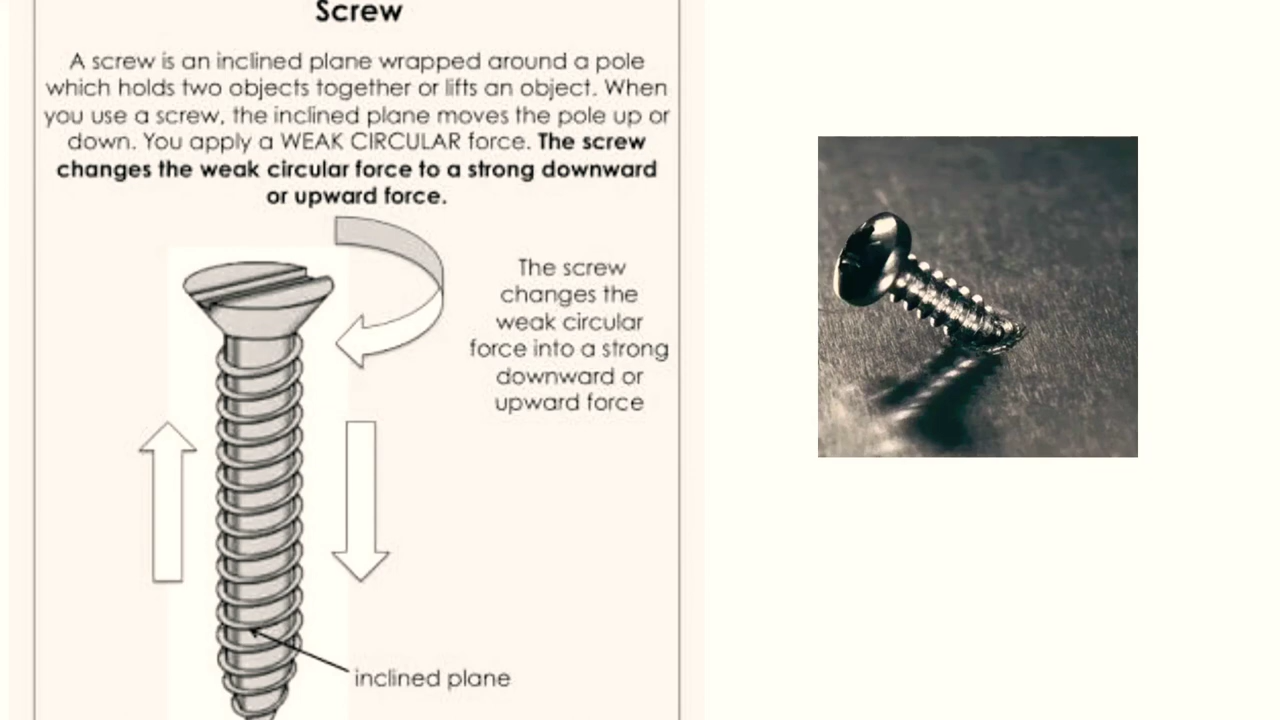 Screw
A screw is an inclined plane wrapped around a pole
which holds two objects together or lifts an object. When
you use a screw, the inclined plane moves the pole up or
down. You apply a WEAK CIRCULAR force. The screw
changes the weak circular force to a strong downward
or upward force.
The screw
changes the
weak circular
force into a strong
downward or
upward force
inclined plane